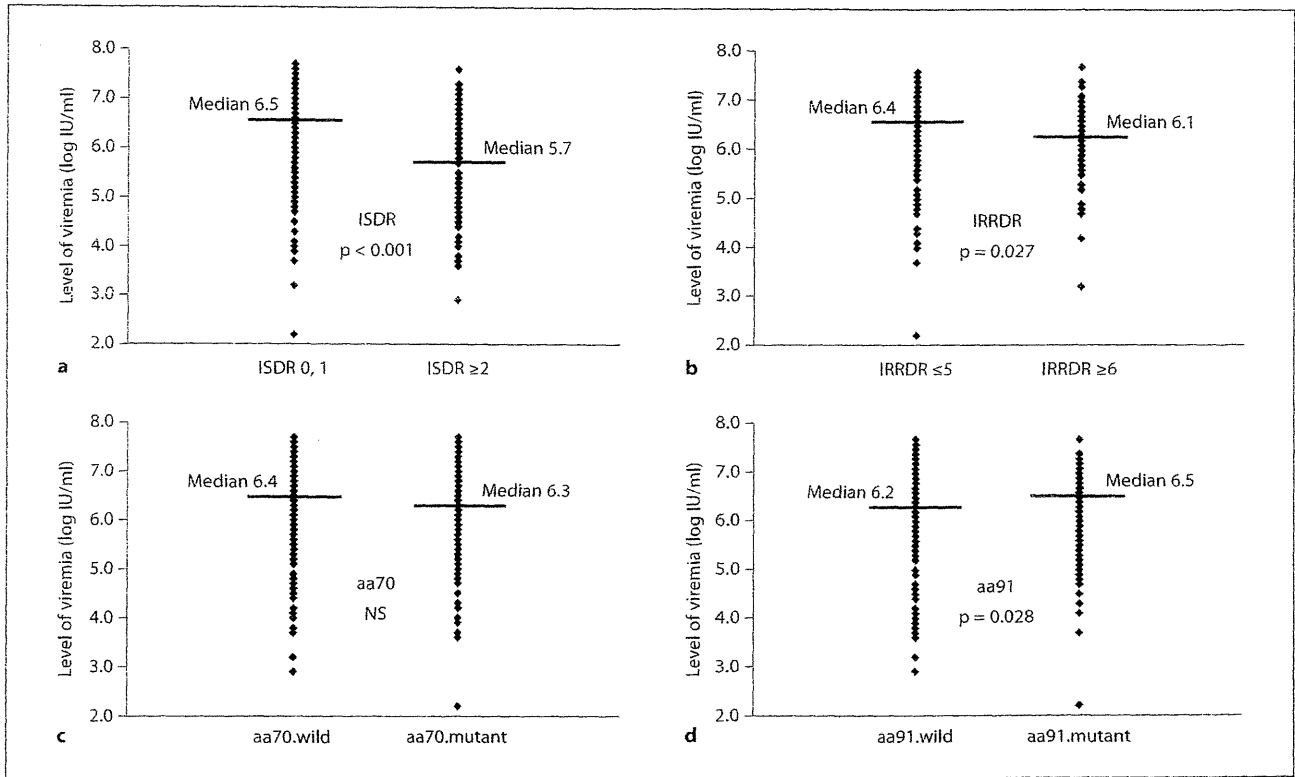 Level of viremia (log IU/ml)
8.0
7.0
6.0
5.0
4.0
3.0
2.0
Median 6.5
Median 5.7
ISDR
p < 0.001
ISDR 0, 1
ISDR ≥2
a
Level of viremia (log IU/ml)
8.0
7.0
6.0
5.0
4.0
3.0
2.0
Median 6.4
Median 6.1
IRRDR
p = 0.027
IRRDR ≤5
IRRDR ≥6
b
Level of viremia (log IU/ml)
8.0
7.0
6.0
5.0
4.0
3.0
2.0
Median 6.4
Median 6.3
aa70
NS
aa70.wild
aa70.mutant
c
Level of viremia (log IU/ml)
8.0
7.0
6.0
5.0
4.0
3.0
2.0
Median 6.2
Median 6.5
aa91
p = 0.028
aa91.wild
aa91.mutant
d